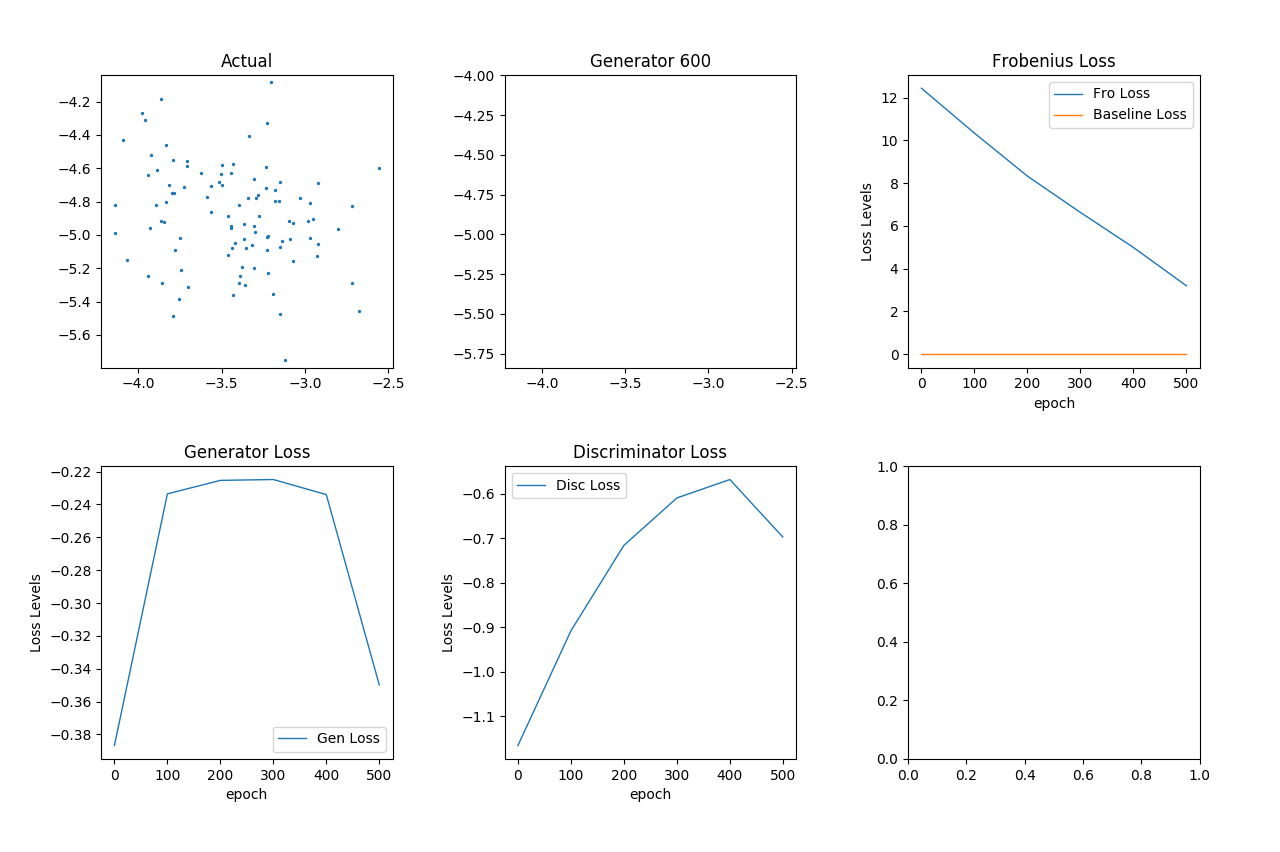 Actual
−4.2
−4.4
−4.6
−4.8
−5.0
−5.2
−5.4
−5.6
−4.0 −3.5 −3.0 −2.5
Generator 600
−4.00
−4.25
−4.50
−4.75
−5.00
−5.25
−5.50
−5.75
−4.0 −3.5 −3.0 −2.5
Frobenius Loss
Fro Loss
Baseline Loss
Loss Levels
12
10
8
6
4
2
0
0 100 200 300 400 500
epoch
Generator Loss
Loss Levels
−0.22
−0.24
−0.26
−0.28
−0.30
−0.32
−0.34
−0.36
−0.38
Gen Loss
0 100 200 300 400 500
epoch
Discriminator Loss
Disc Loss
Loss Levels
−0.6
−0.7
−0.8
−0.9
−1.0
−1.1
0 100 200 300 400 500
epoch
1.0
0.8
0.6
0.4
0.2
0.0
0.0 0.2 0.4 0.6 0.8 1.0